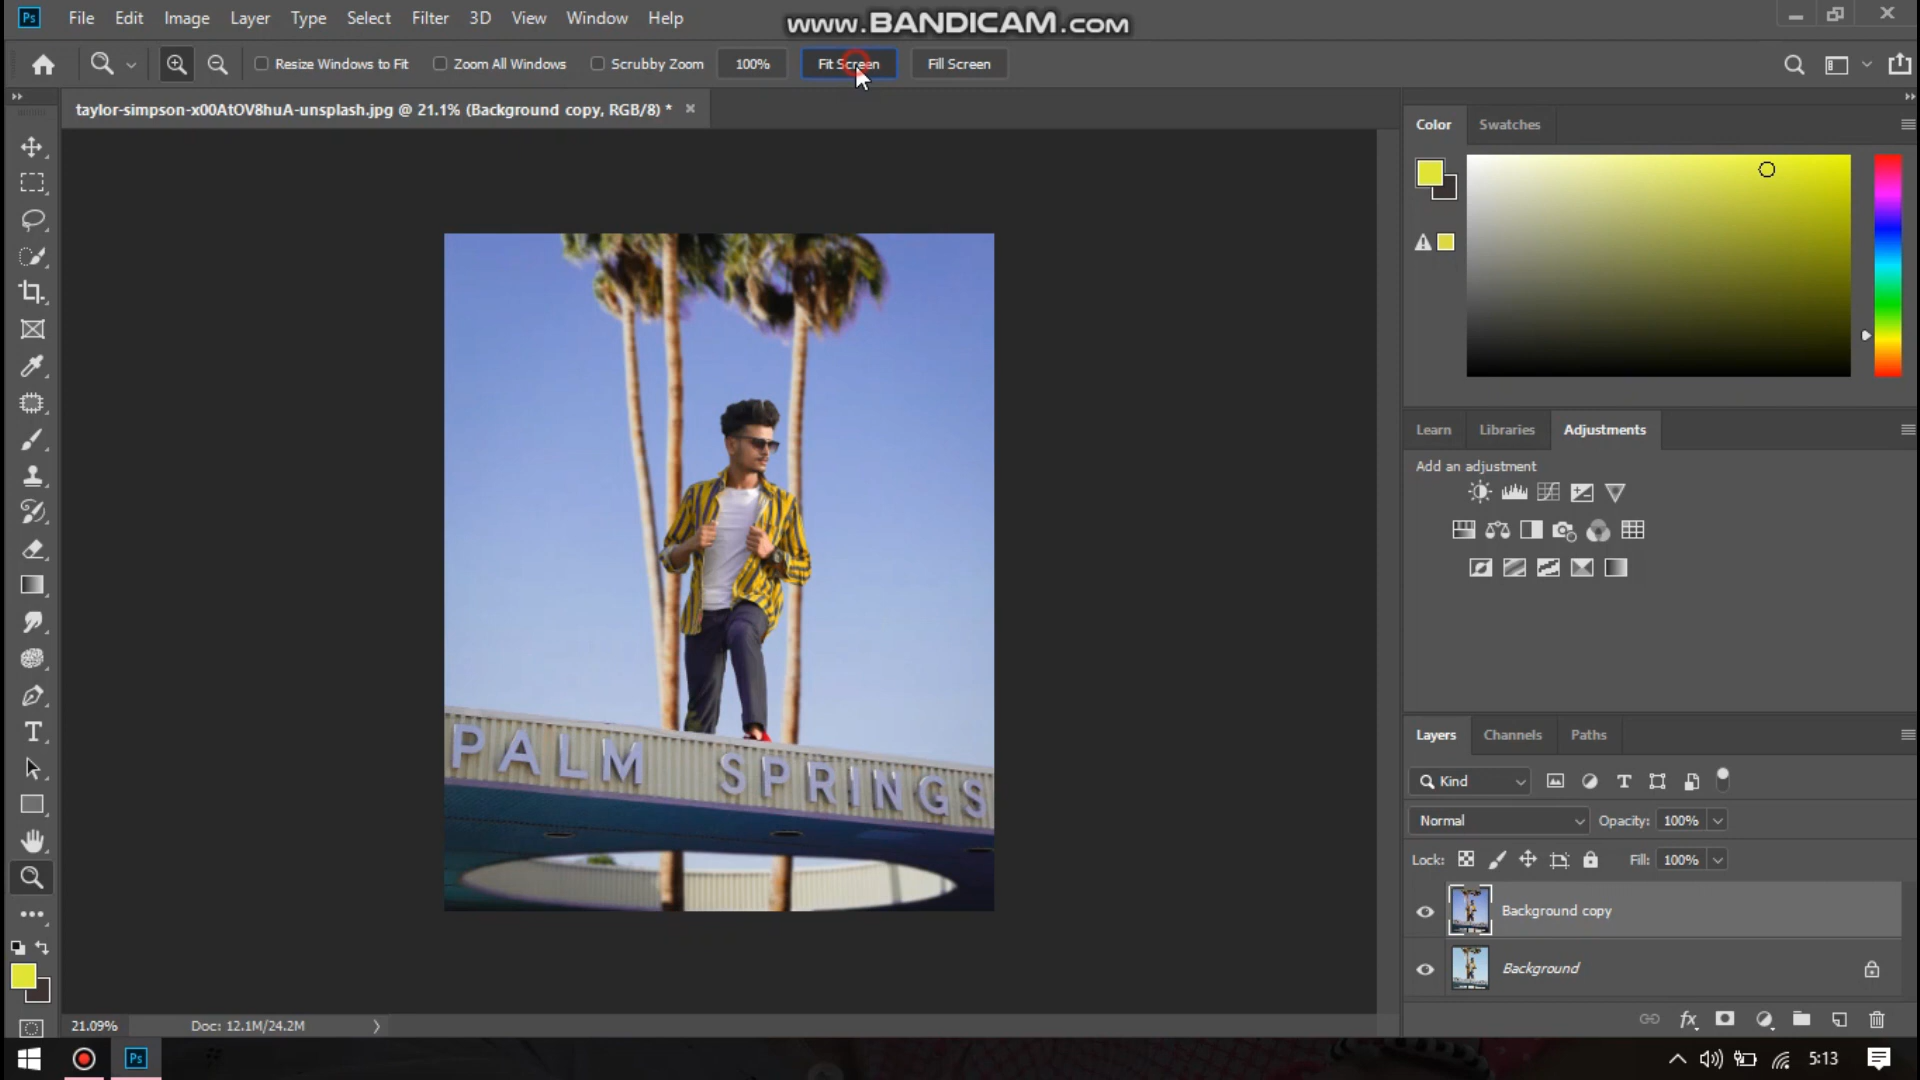 Ps File Edit Image Layer Type Select Filter 3D View Window Help
www.BANDICAM.com
Resize Windows to Fit Zoom All Windows Scrubby Zoom 100% Fit Screen Fill Screen
taylor-simpson-x00AtOV8huA-unsplash.jpg @ 21.1% (Background copy, RGB/8) *
Color Swatches
PALM SPRINGS
Learn Libraries Adjustments
Add an adjustment
Layers Channels Paths
Kind
Normal Opacity: 100%
Lock: Fill: 100%
Background copy
Background
fx
21.09% Doc: 12.1M/24.2M
Ps
5:13